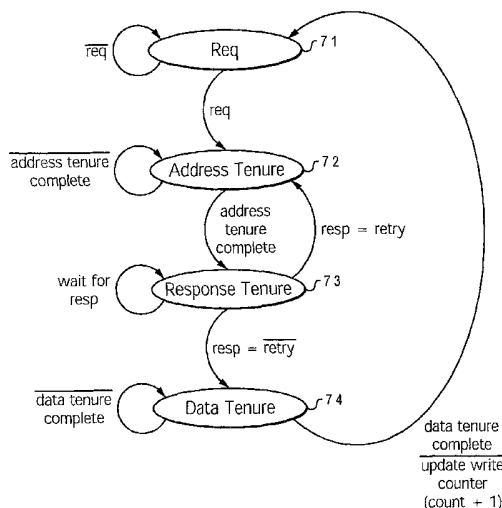 req
Req
71
req
address tenure
complete
Address Tenure
72
address
tenure
complete
resp = retry
wait for
resp
Response Tenure
73
resp = retry
data tenure
complete
Data Tenure
74
data tenure
complete
update write
counter
(count + 1)